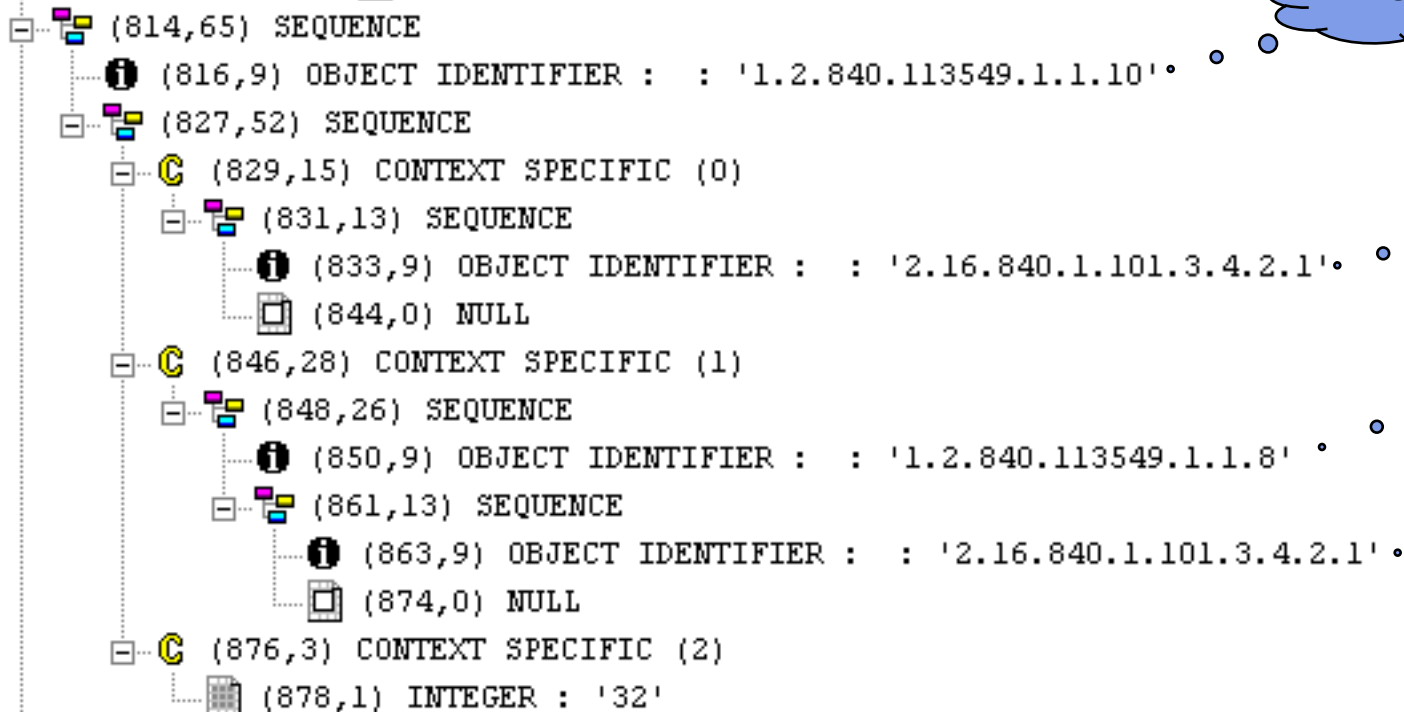 (814,65) SEQUENCE
(816,9) OBJECT IDENTIFIER :  : '1.2.840.113549.1.1.10'
(827,52) SEQUENCE
C (829,15) CONTEXT SPECIFIC (0)
(831,13) SEQUENCE
(833,9) OBJECT IDENTIFIER :  : '2.16.840.1.101.3.4.2.1'
(844,0) NULL
C (846,28) CONTEXT SPECIFIC (1)
(848,26) SEQUENCE
(850,9) OBJECT IDENTIFIER :  : '1.2.840.113549.1.1.8'
(861,13) SEQUENCE
(863,9) OBJECT IDENTIFIER :  : '2.16.840.1.101.3.4.2.1'
(874,0) NULL
C (876,3) CONTEXT SPECIFIC (2)
(878,1) INTEGER : '32'